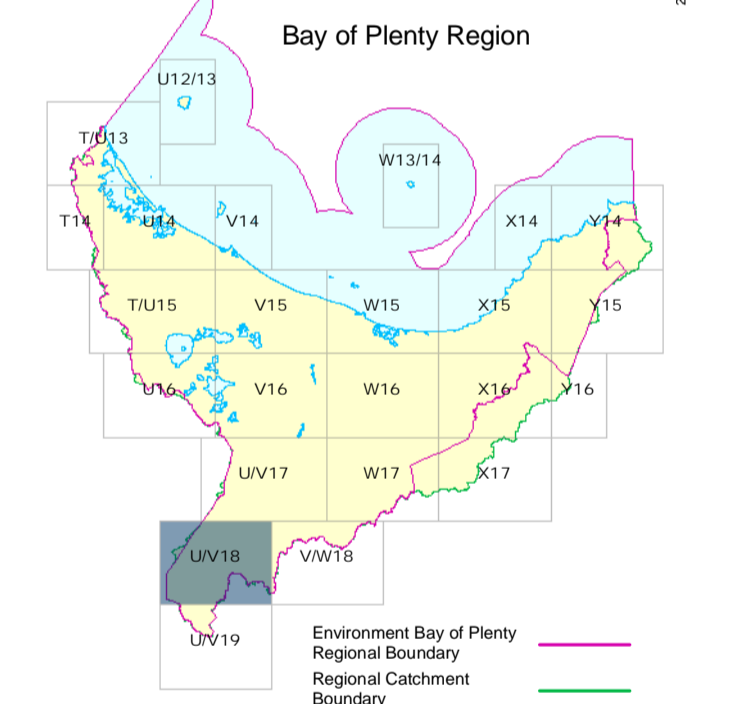 Bay of Plenty Region
U12/13
T/U13
W13/14
T14
U14
V14
X14
Y14
T/U15
V15
W15
X15
Y15
U16
V16
W16
X16
Y16
U/V17
W17
X17
U/V18
V/W18
U/V19
Environment Bay of Plenty
Regional Boundary
Regional Catchment
Boundary